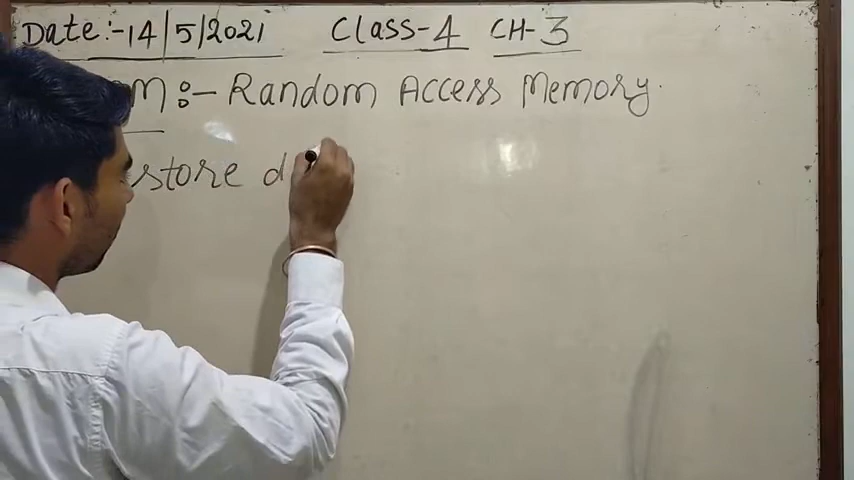 Date:-14/5/2021 Class-4 CH-3
M:- Random Access Memory.
store d